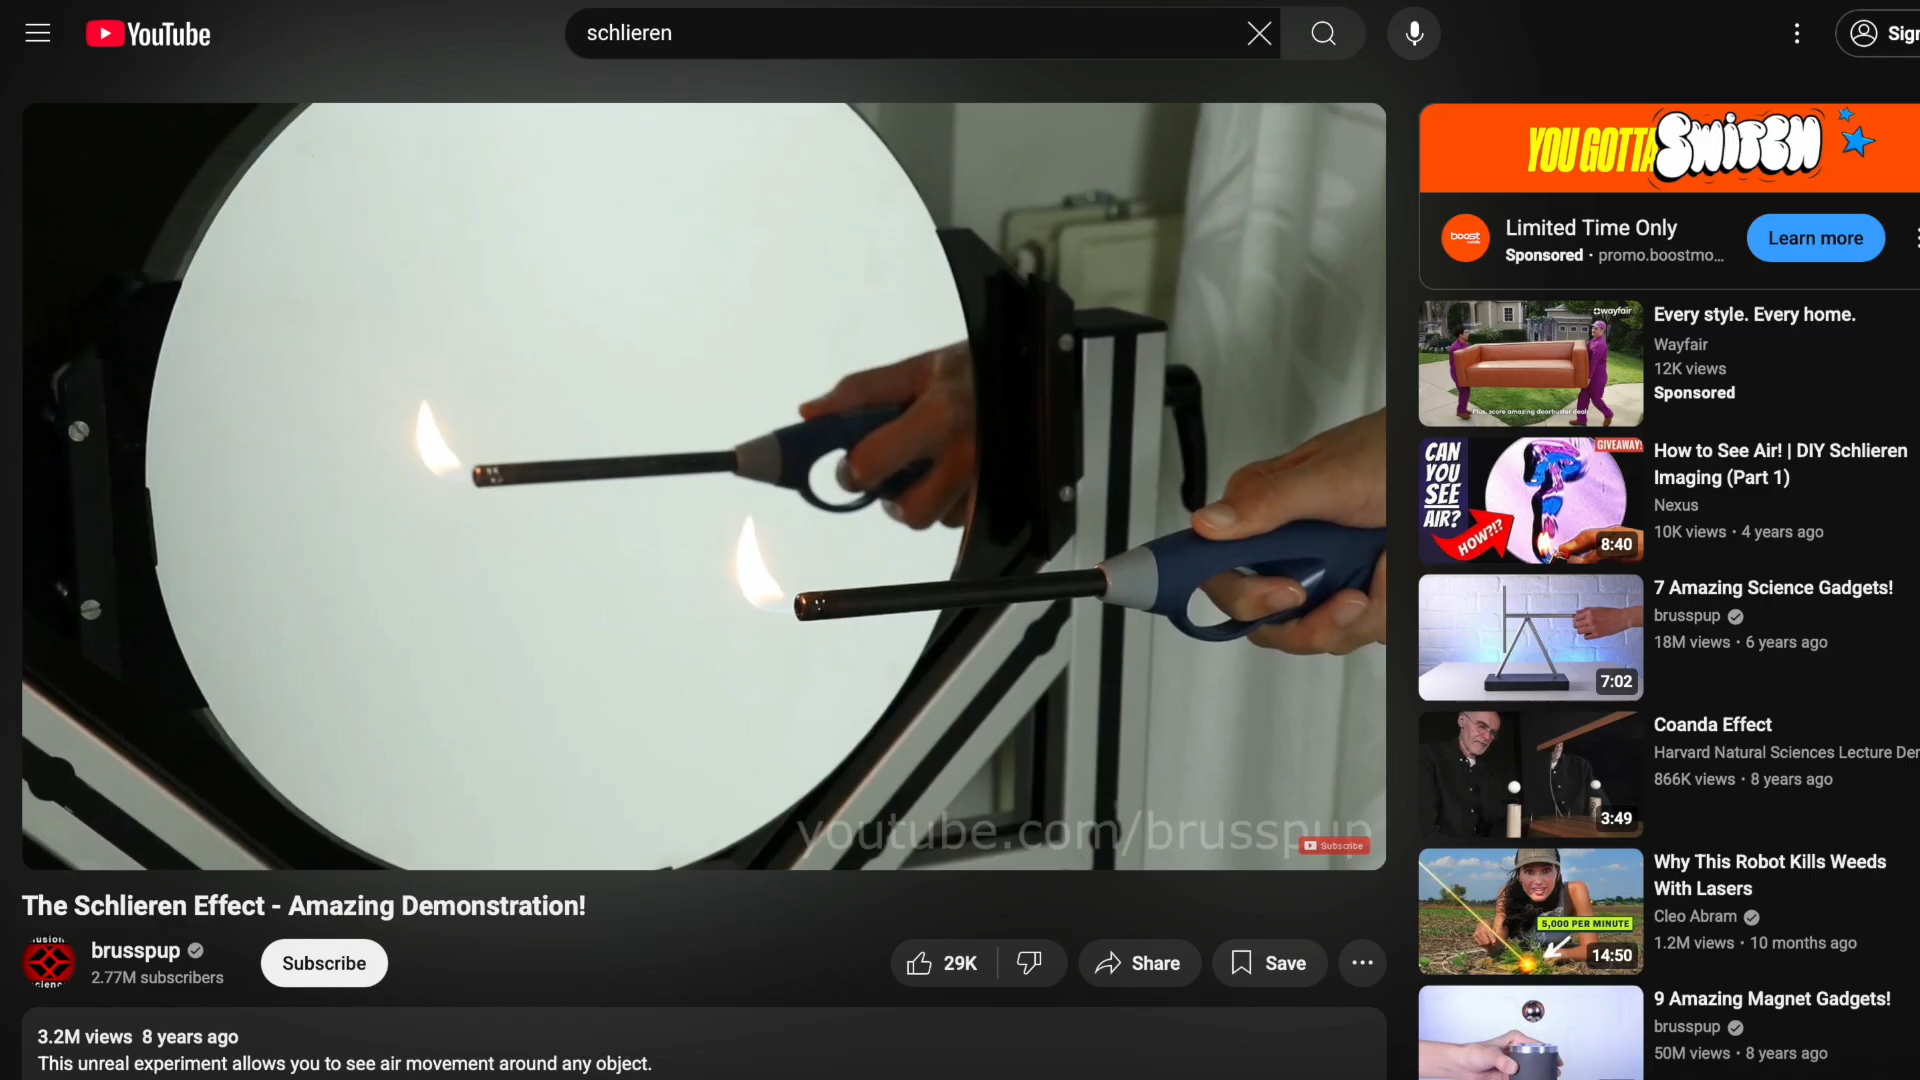 YouTube
schlieren
Sign
youtube.com/brusspup
Subscribe
The Schlieren Effect - Amazing Demonstration!
brusspup
2.77M subscribers
Subscribe
29K
Share
Save
3.2M views 8 years ago
This unreal experiment allows you to see air movement around any object.
YOU GOTTA SWITCH
boost
mobile
Limited Time Only
Sponsored · promo.boostmo...
Learn more
wayfair
Plus, score amazing doorbuster deals
Every style. Every home.
Wayfair
12K views
Sponsored
CAN
YOU
SEE
AIR?
HOW?!?
GIVEAWAY!
8:40
How to See Air! | DIY Schlieren
Imaging (Part 1)
Nexus
10K views · 4 years ago
7:02
7 Amazing Science Gadgets!
brusspup
18M views · 6 years ago
3:49
Coanda Effect
Harvard Natural Sciences Lecture Der
866K views · 8 years ago
5,000 PER MINUTE
14:50
Why This Robot Kills Weeds
With Lasers
Cleo Abram
1.2M views · 10 months ago
9 Amazing Magnet Gadgets!
brusspup
50M views · 8 years ago